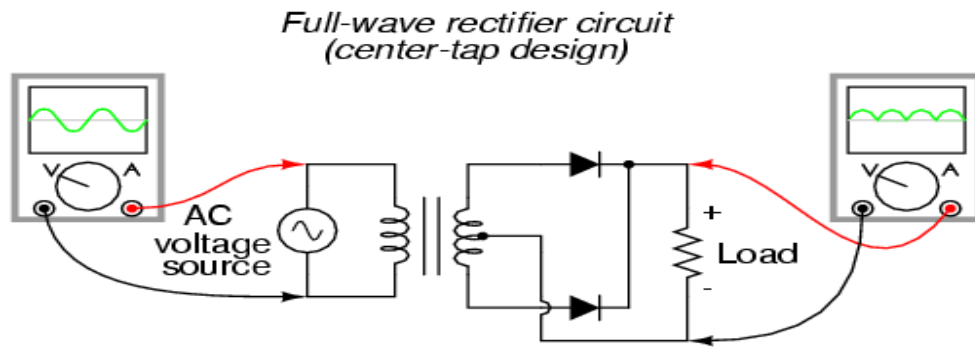 Full-wave rectifier circuit
(center-tap design)
V A
V A
AC
voltage
source
+
Load
-